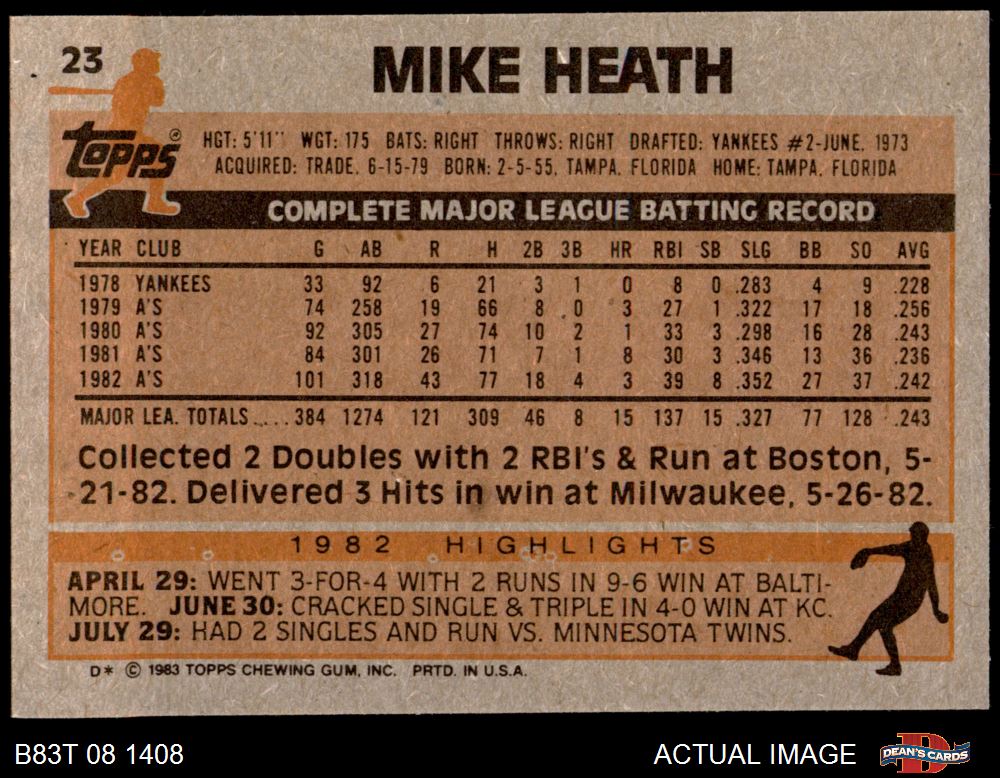 23
MIKE HEATH
Topps ®
HGT: 5'11" WGT: 175 BATS: RIGHT THROWS: RIGHT DRAFTED: YANKEES #2-JUNE, 1973
ACQUIRED: TRADE, 6-15-79 BORN: 2-5-55, TAMPA, FLORIDA HOME: TAMPA, FLORIDA
COMPLETE MAJOR LEAGUE BATTING RECORD
YEAR CLUB G AB R H 2B 3B HR RBI SB SLG BB SO AVG
1978 YANKEES 33 92 6 21 3 1 0 8 0 .283 4 9 .228
1979 A'S 74 258 19 66 8 0 3 27 1 .322 17 18 .256
1980 A'S 92 305 27 74 10 2 1 33 3 .298 16 28 .243
1981 A'S 84 301 26 71 7 1 8 30 3 .346 13 36 .236
1982 A'S 101 318 43 77 18 4 3 39 8 .352 27 37 .242
MAJOR LEA. TOTALS..... 384 1274 121 309 46 8 15 137 15 .327 77 128 .243
Collected 2 Doubles with 2 RBI's & Run at Boston, 5-
21-82. Delivered 3 Hits in win at Milwaukee, 5-26-82.
1982 HIGHLIGHTS
APRIL 29: WENT 3-FOR-4 WITH 2 RUNS IN 9-6 WIN AT BALTI-
MORE. JUNE 30: CRACKED SINGLE & TRIPLE IN 4-0 WIN AT KC.
JULY 29: HAD 2 SINGLES AND RUN VS. MINNESOTA TWINS.
D* © 1983 TOPPS CHEWING GUM, INC. PRTD. IN U.S.A.
B83T 08 1408 ACTUAL IMAGE DEAN'S CARDS